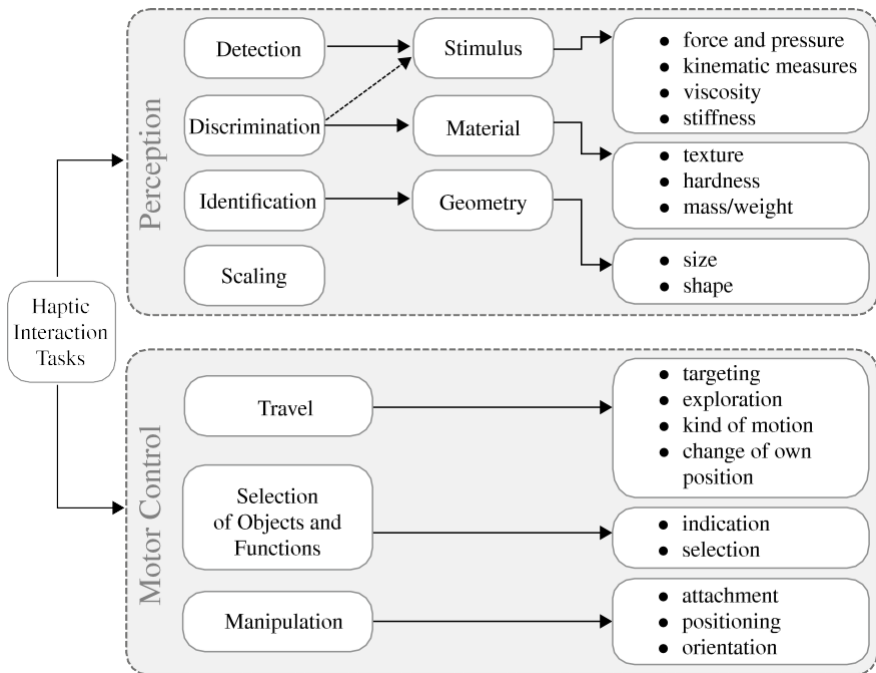 Haptic
Interaction
Tasks
Perception
Detection
Discrimination
Identification
Scaling
Stimulus
Material
Geometry
● force and pressure
● kinematic measures
● viscosity
● stiffness
● texture
● hardness
● mass/weight
● size
● shape
Motor Control
Travel
Selection
of Objects and
Functions
Manipulation
● targeting
● exploration
● kind of motion
● change of own
position
● indication
● selection
● attachment
● positioning
● orientation